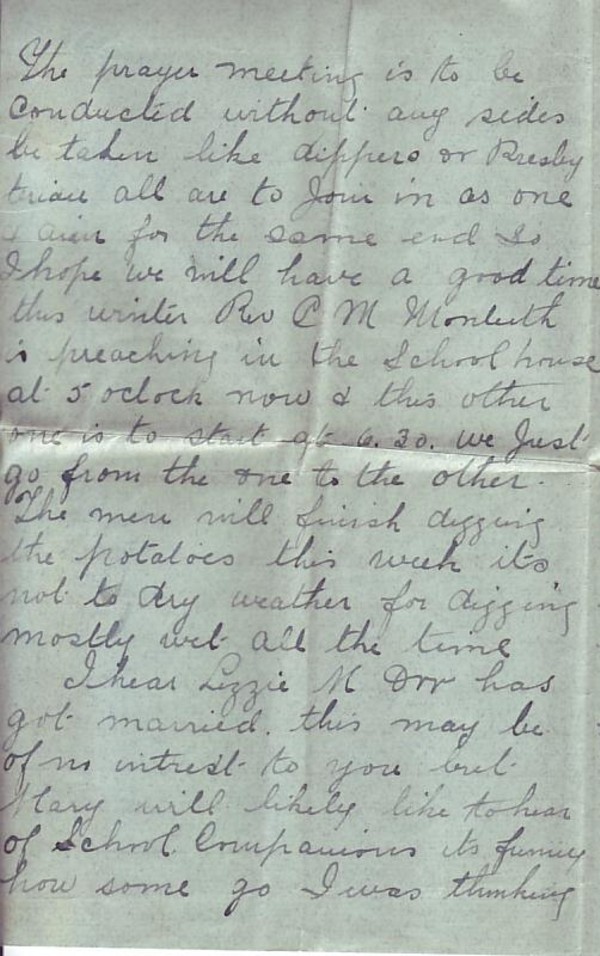 The prayer meeting is to be
conducted without any sides
be taken like dippers or Presby
terian all are to Join in as one
& aim for the same end So
I hope we will have a good time
this winter Rev C M Monteith
is preaching in the School house
at 5 oclock now & this other
one is to start at 6.30. we Just
go from the one to the other.
The men will finish digging
the potatoes this week its
not to dry weather for digging
mostly wet all the time
I hear Lizzie M Orr has
got married. this may be
of no intrest to you but
Mary will likely like to hear
of School Companions its funny
how some go I was thinking